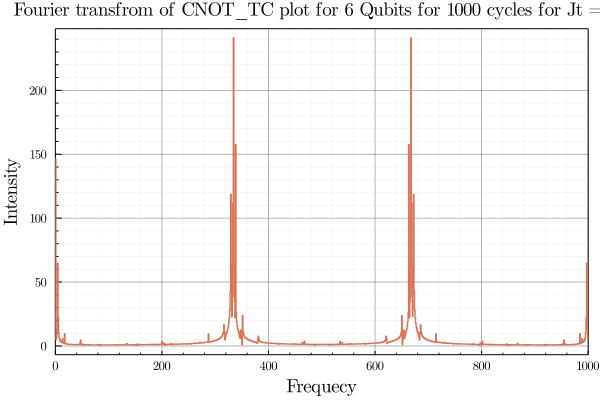 Fourier transfrom of CNOT_TC plot for 6 Qubits for 1000 cycles for Jt =
200
150
100
50
0
Intensity
0 200 400 600 800 1000
Frequecy